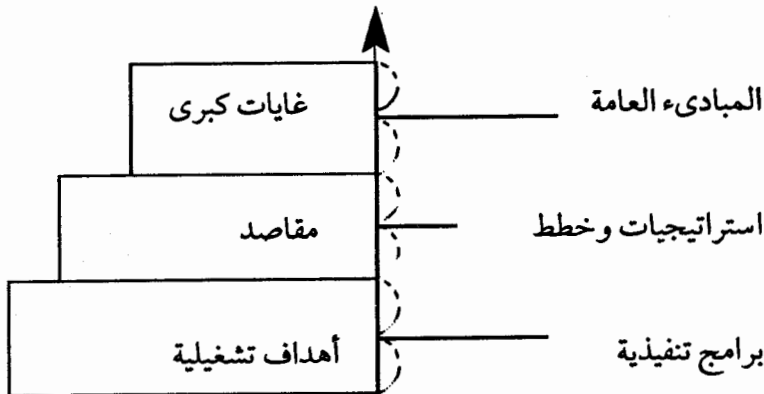 المبادىء العامة
غايات كبرى
استراتيجيات وخطط
مقاصد
برامج تنفيذية
أهداف تشغيلية